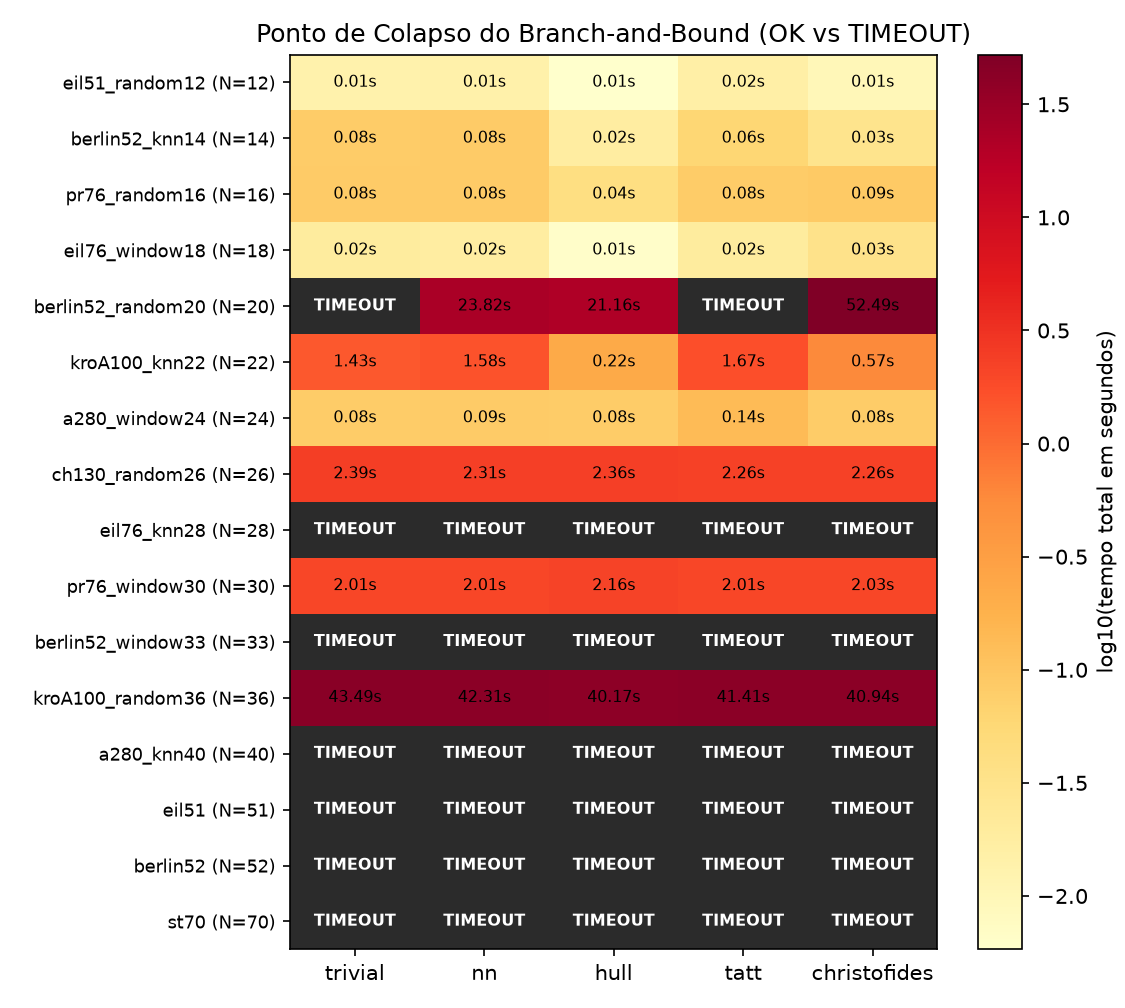 Ponto de Colapso do Branch-and-Bound (OK vs TIMEOUT)
eil51_random12 (N=12) 0.01s 0.01s 0.01s 0.02s 0.01s
berlin52_knn14 (N=14) 0.08s 0.08s 0.02s 0.06s 0.03s
pr76_random16 (N=16) 0.08s 0.08s 0.04s 0.08s 0.09s
eil76_window18 (N=18) 0.02s 0.02s 0.01s 0.02s 0.03s
berlin52_random20 (N=20) TIMEOUT 23.82s 21.16s TIMEOUT 52.49s
kroA100_knn22 (N=22) 1.43s 1.58s 0.22s 1.67s 0.57s
a280_window24 (N=24) 0.08s 0.09s 0.08s 0.14s 0.08s
ch130_random26 (N=26) 2.39s 2.31s 2.36s 2.26s 2.26s
eil76_knn28 (N=28) TIMEOUT TIMEOUT TIMEOUT TIMEOUT TIMEOUT
pr76_window30 (N=30) 2.01s 2.01s 2.16s 2.01s 2.03s
berlin52_window33 (N=33) TIMEOUT TIMEOUT TIMEOUT TIMEOUT TIMEOUT
kroA100_random36 (N=36) 43.49s 42.31s 40.17s 41.41s 40.94s
a280_knn40 (N=40) TIMEOUT TIMEOUT TIMEOUT TIMEOUT TIMEOUT
eil51 (N=51) TIMEOUT TIMEOUT TIMEOUT TIMEOUT TIMEOUT
berlin52 (N=52) TIMEOUT TIMEOUT TIMEOUT TIMEOUT TIMEOUT
st70 (N=70) TIMEOUT TIMEOUT TIMEOUT TIMEOUT TIMEOUT
trivial nn hull tatt christofides
1.5
1.0
0.5
0.0
−0.5
−1.0
−1.5
−2.0
log10(tempo total em segundos)